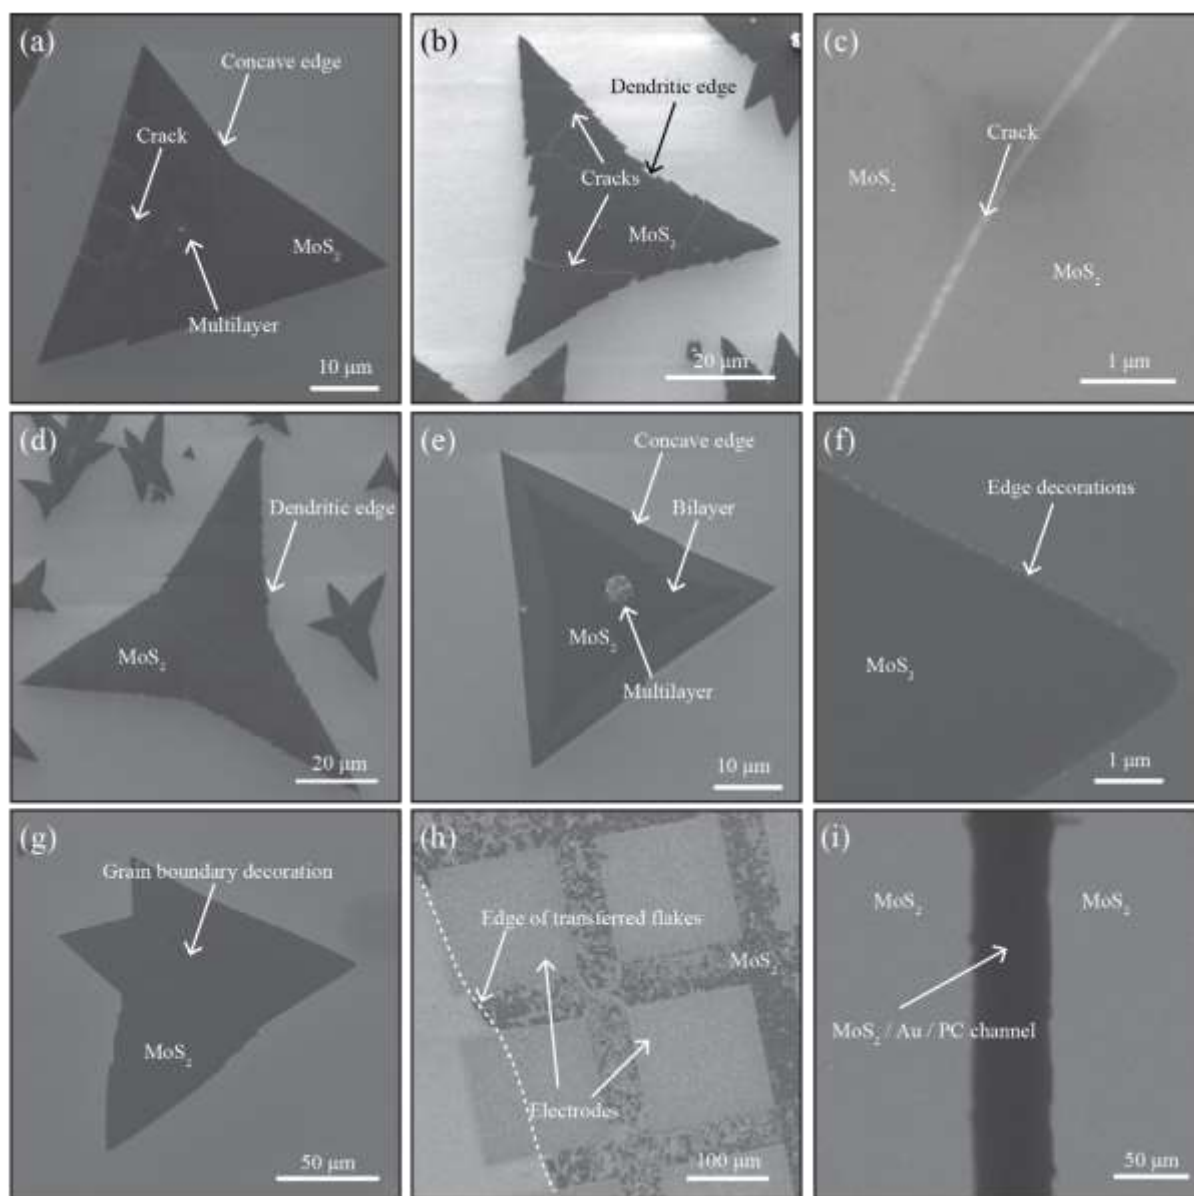 (a)
Concave edge
Crack
MoS₂
Multilayer
10 μm
(b)
Dendritic edge
Cracks
MoS₂
20 μm
(c)
Crack
MoS₂
MoS₂
1 μm
(d)
Dendritic edge
MoS₂
20 μm
(e)
Concave edge
Bilayer
MoS₂
Multilayer
10 μm
(f)
Edge decorations
MoS₂
1 μm
(g)
Grain boundary decoration
MoS₂
50 μm
(h)
Edge of transferred flakes
MoS₂
Electrodes
100 μm
(i)
MoS₂
MoS₂
MoS₂ / Au / PC channel
50 μm